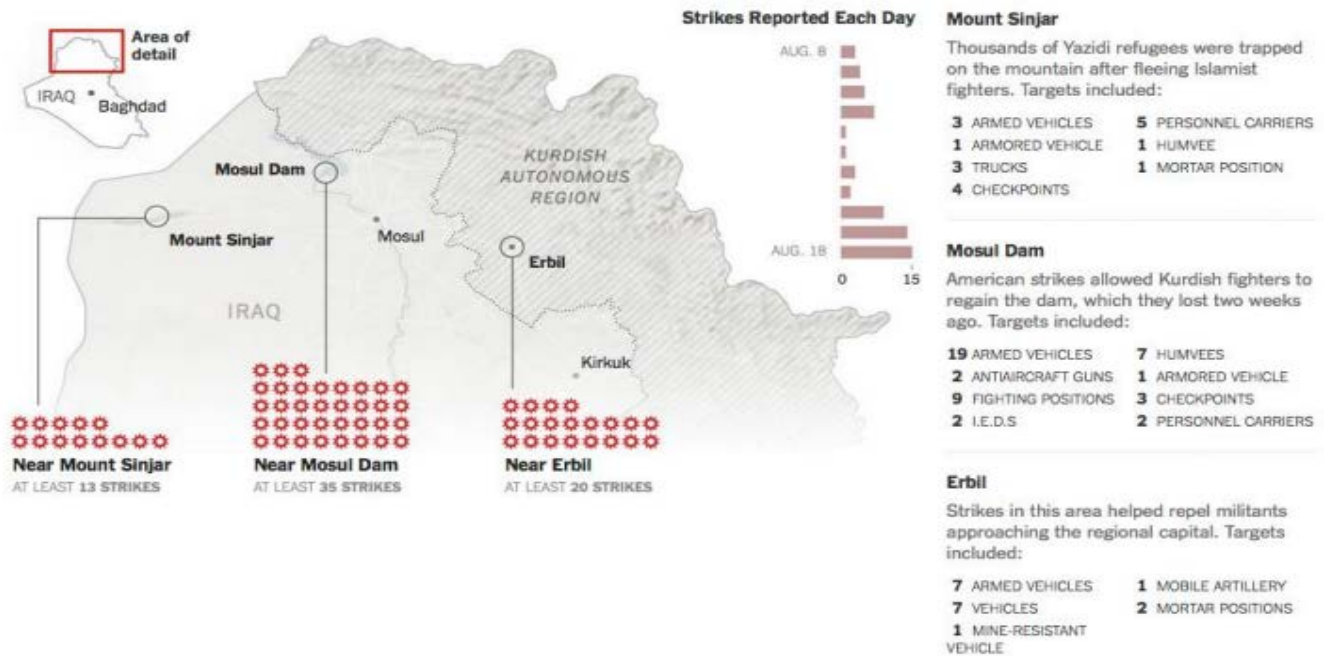 Area of
detail
IRAQ
Baghdad
Mosul Dam
Mount Sinjar
Mosul
KURDISH
AUTONOMOUS
REGION
Erbil
IRAQ
Kirkuk
Near Mount Sinjar
AT LEAST 13 STRIKES
Near Mosul Dam
AT LEAST 35 STRIKES
Near Erbil
AT LEAST 20 STRIKES
Strikes Reported Each Day
AUG. 8
AUG. 18
0 15
Mount Sinjar
Thousands of Yazidi refugees were trapped
on the mountain after fleeing Islamist
fighters. Targets included:
3 ARMED VEHICLES 5 PERSONNEL CARRIERS
1 ARMORED VEHICLE 1 HUMVEE
3 TRUCKS 1 MORTAR POSITION
4 CHECKPOINTS
Mosul Dam
American strikes allowed Kurdish fighters to
regain the dam, which they lost two weeks
ago. Targets included:
19 ARMED VEHICLES 7 HUMVEES
2 ANTIAIRCRAFT GUNS 1 ARMORED VEHICLE
9 FIGHTING POSITIONS 3 CHECKPOINTS
2 I.E.D.S 2 PERSONNEL CARRIERS
Erbil
Strikes in this area helped repel militants
approaching the regional capital. Targets
included:
7 ARMED VEHICLES 1 MOBILE ARTILLERY
7 VEHICLES 2 MORTAR POSITIONS
1 MINE-RESISTANT
VEHICLE